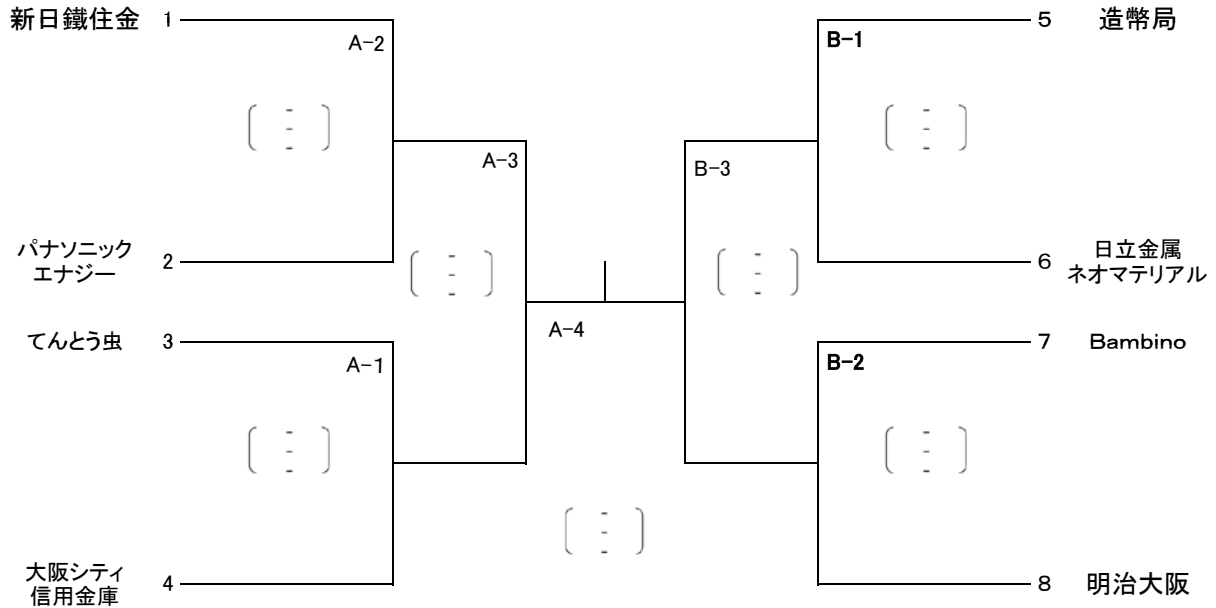 新日鐵住金 1
A-2
パナソニック
エナジー 2
A-3
てんとう虫 3
A-1
大阪シティ
信用金庫 4
A-4
5 造幣局
B-1
B-3
6 日立金属
ネオマテリアル
7 Bambino
B-2
8 明治大阪